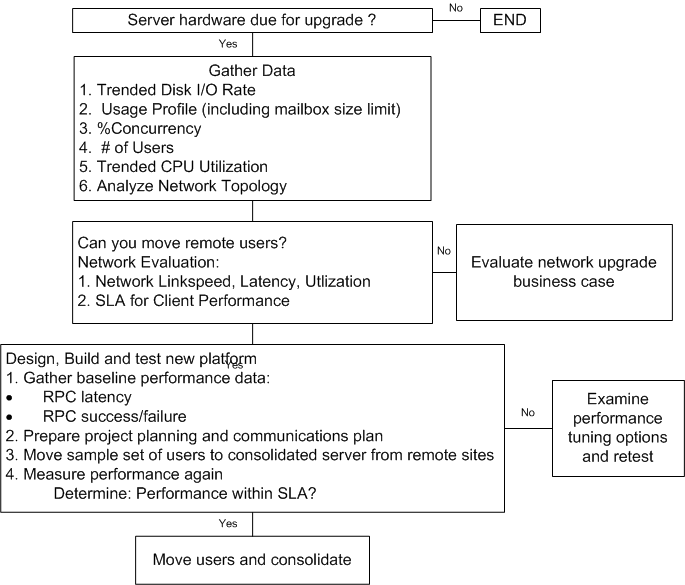 Server hardware due for upgrade ?
No
END
Yes
Gather Data
1. Trended Disk I/O Rate
2. Usage Profile (including mailbox size limit)
3. %Concurrency
4. # of Users
5. Trended CPU Utilization
6. Analyze Network Topology
Can you move remote users?
Network Evaluation:
1. Network Linkspeed, Latency, Utlization
2. SLA for Client Performance
No
Evaluate network upgrade
business case
Yes
Design, Build and test new platform
1. Gather baseline performance data:
• RPC latency
• RPC success/failure
2. Prepare project planning and communications plan
3. Move sample set of users to consolidated server from remote sites
4. Measure performance again
Determine: Performance within SLA?
No
Examine
performance
tuning options
and retest
Yes
Move users and consolidate